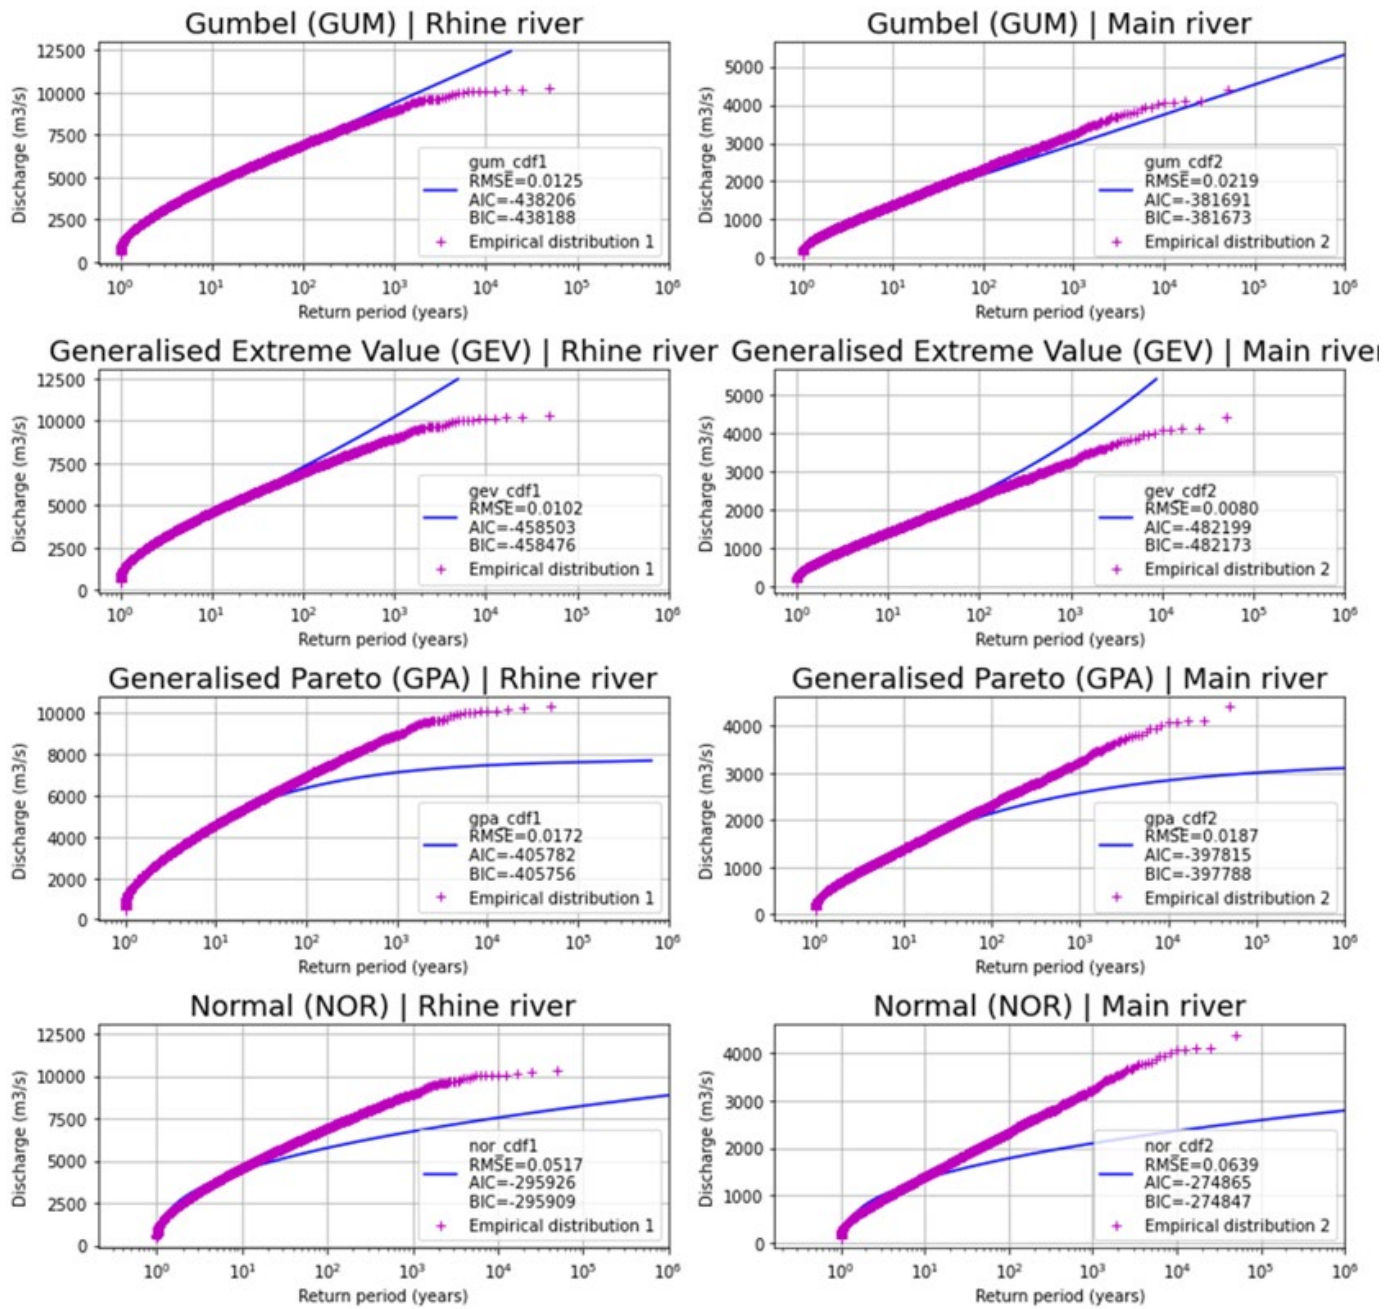 Gumbel (GUM) | Rhine river
12500
10000
7500
5000
2500
0
Discharge (m3/s)
gum_cdf1
RMSE=0.0125
AIC=-438206
BIC=-438188
Empirical distribution 1
10⁰ 10¹ 10² 10³ 10⁴ 10⁵ 10⁶
Return period (years)
Gumbel (GUM) | Main river
5000
4000
3000
2000
1000
0
Discharge (m3/s)
gum_cdf2
RMSE=0.0219
AIC=-381691
BIC=-381673
Empirical distribution 2
10⁰ 10¹ 10² 10³ 10⁴ 10⁵ 10⁶
Return period (years)
Generalised Extreme Value (GEV) | Rhine river
12500
10000
7500
5000
2500
0
Discharge (m3/s)
gev_cdf1
RMSE=0.0102
AIC=-458503
BIC=-458476
Empirical distribution 1
10⁰ 10¹ 10² 10³ 10⁴ 10⁵ 10⁶
Return period (years)
Generalised Extreme Value (GEV) | Main river
5000
4000
3000
2000
1000
0
Discharge (m3/s)
gev_cdf2
RMSE=0.0080
AIC=-482199
BIC=-482173
Empirical distribution 2
10⁰ 10¹ 10² 10³ 10⁴ 10⁵ 10⁶
Return period (years)
Generalised Pareto (GPA) | Rhine river
10000
8000
6000
4000
2000
0
Discharge (m3/s)
gpa_cdf1
RMSE=0.0172
AIC=-405782
BIC=-405756
Empirical distribution 1
10⁰ 10¹ 10² 10³ 10⁴ 10⁵ 10⁶
Return period (years)
Generalised Pareto (GPA) | Main river
4000
3000
2000
1000
0
Discharge (m3/s)
gpa_cdf2
RMSE=0.0187
AIC=-397815
BIC=-397788
Empirical distribution 2
10⁰ 10¹ 10² 10³ 10⁴ 10⁵ 10⁶
Return period (years)
Normal (NOR) | Rhine river
12500
10000
7500
5000
2500
0
Discharge (m3/s)
nor_cdf1
RMSE=0.0517
AIC=-295926
BIC=-295909
Empirical distribution 1
10⁰ 10¹ 10² 10³ 10⁴ 10⁵ 10⁶
Return period (years)
Normal (NOR) | Main river
4000
3000
2000
1000
0
Discharge (m3/s)
nor_cdf2
RMSE=0.0639
AIC=-274865
BIC=-274847
Empirical distribution 2
10⁰ 10¹ 10² 10³ 10⁴ 10⁵ 10⁶
Return period (years)